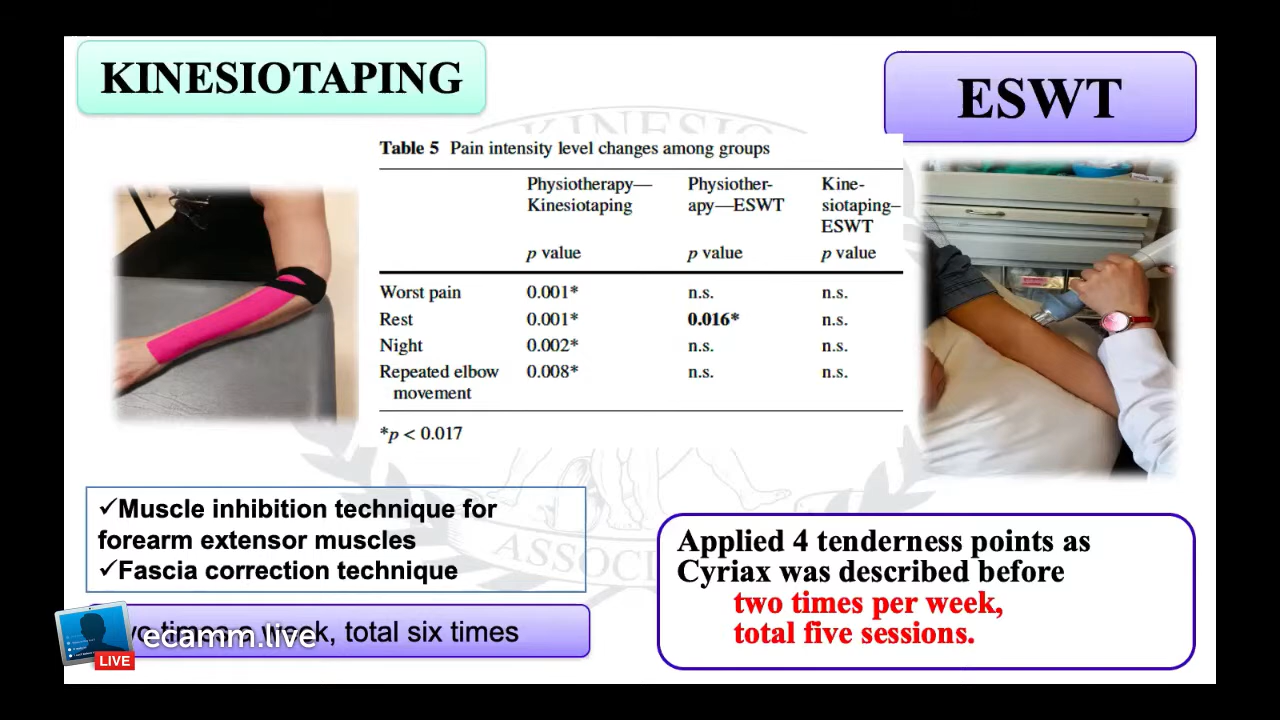 KINESIOTAPING
ESWT
KINESIO
Table 5 Pain intensity level changes among groups
Physiotherapy—
Kinesiotaping
p value
Physiother-
apy—ESWT
p value
Kine-
siotaping–
ESWT
p value
Worst pain 0.001* n.s. n.s.
Rest 0.001* 0.016* n.s.
Night 0.002* n.s. n.s.
Repeated elbow
movement 0.008* n.s. n.s.
*p < 0.017
✓Muscle inhibition technique for
forearm extensor muscles
✓Fascia correction technique
times a week, total six times
ecamm.live
LIVE
Applied 4 tenderness points as
Cyriax was described before
two times per week,
total five sessions.